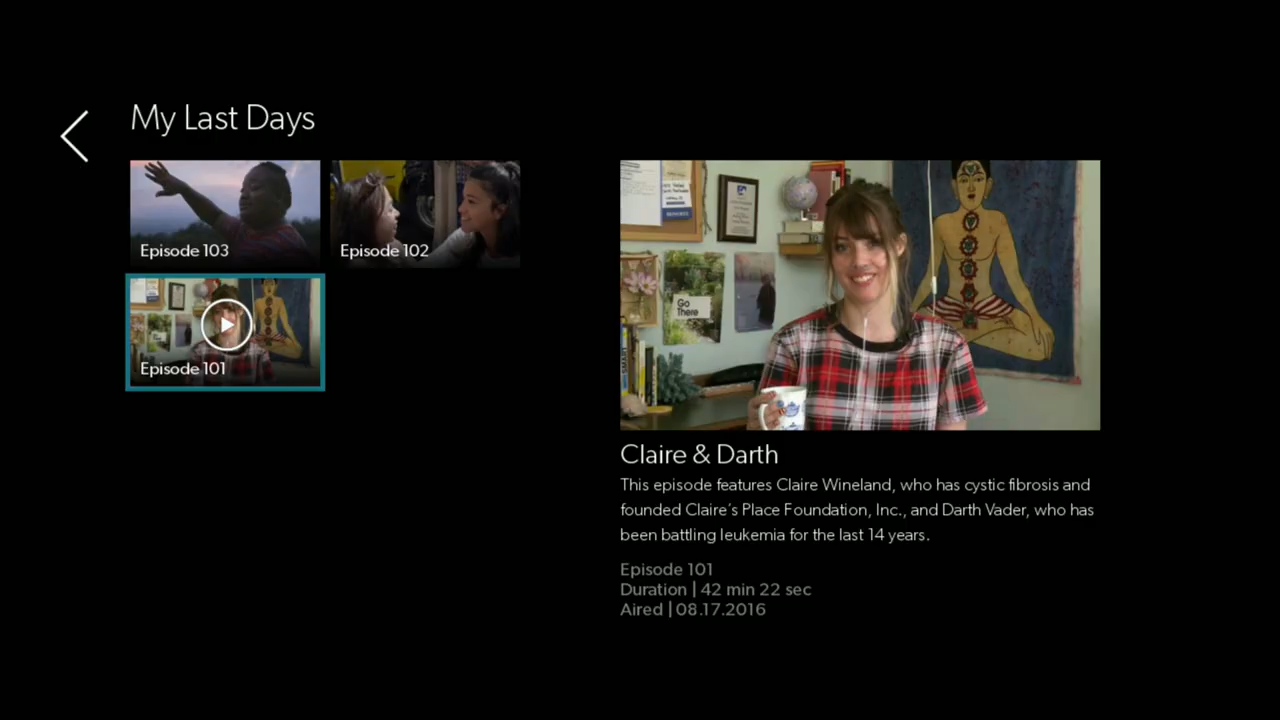 My Last Days
Episode 103
Episode 102
Episode 101
Go
There
Claire & Darth
This episode features Claire Wineland, who has cystic fibrosis and
founded Claire's Place Foundation, Inc., and Darth Vader, who has
been battling leukemia for the last 14 years.
Episode 101
Duration | 42 min 22 sec
Aired | 08.17.2016